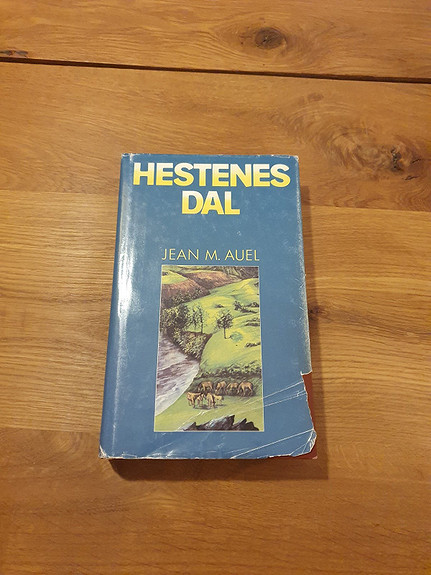 HESTENES
DAL
JEAN M. AUEL